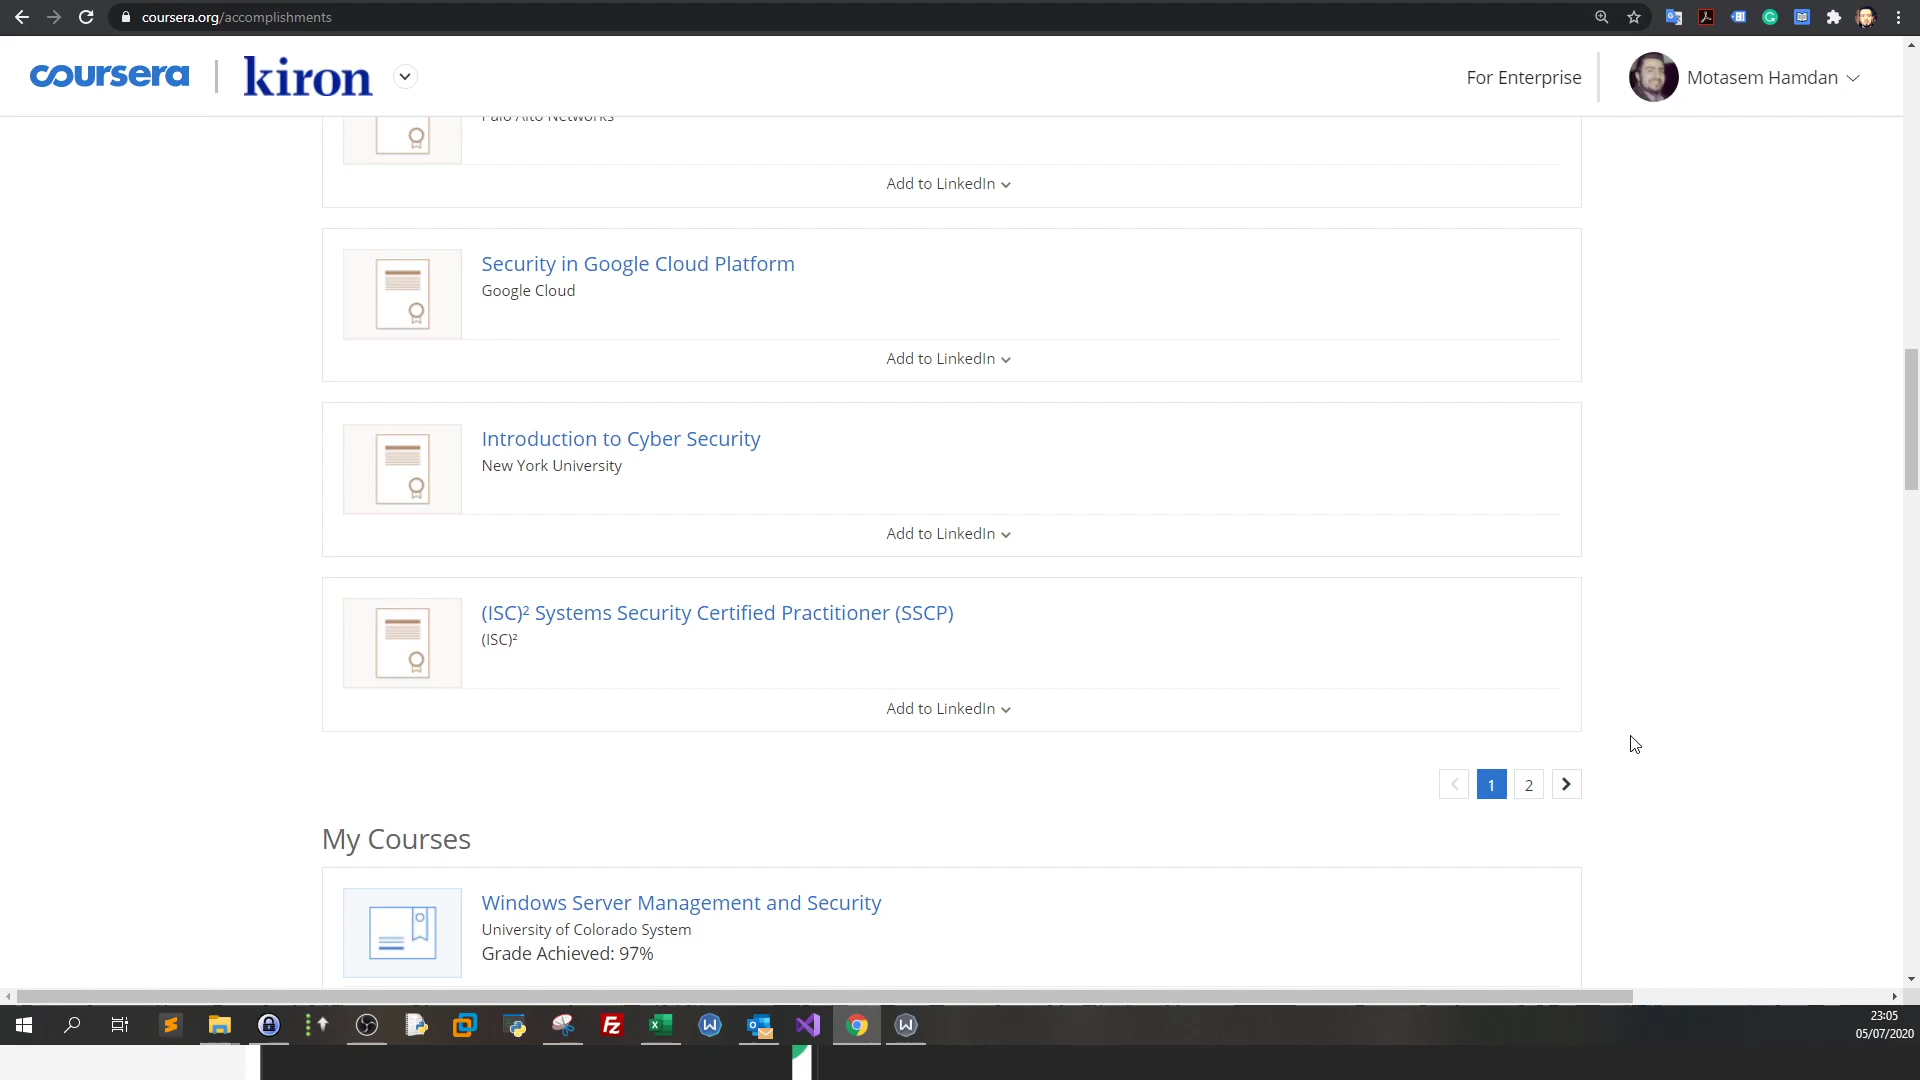 coursera.org/accomplishments
coursera | kiron
For Enterprise
Motasem Hamdan
Palo Alto Networks
Add to LinkedIn
Security in Google Cloud Platform
Google Cloud
Add to LinkedIn
Introduction to Cyber Security
New York University
Add to LinkedIn
(ISC)² Systems Security Certified Practitioner (SSCP)
(ISC)²
Add to LinkedIn
1 2
My Courses
Windows Server Management and Security
University of Colorado System
Grade Achieved: 97%
23:05
05/07/2020